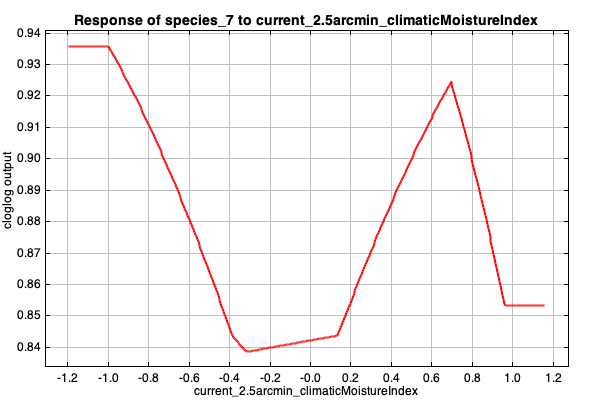 Response of species_7 to current_2.5arcmin_climaticMoistureIndex
0.94
0.93
0.92
0.91
0.90
0.89
0.88
0.87
0.86
0.85
0.84
cloglog output
-1.2 -1.0 -0.8 -0.6 -0.4 -0.2 -0.0 0.2 0.4 0.6 0.8 1.0 1.2
current_2.5arcmin_climaticMoistureIndex